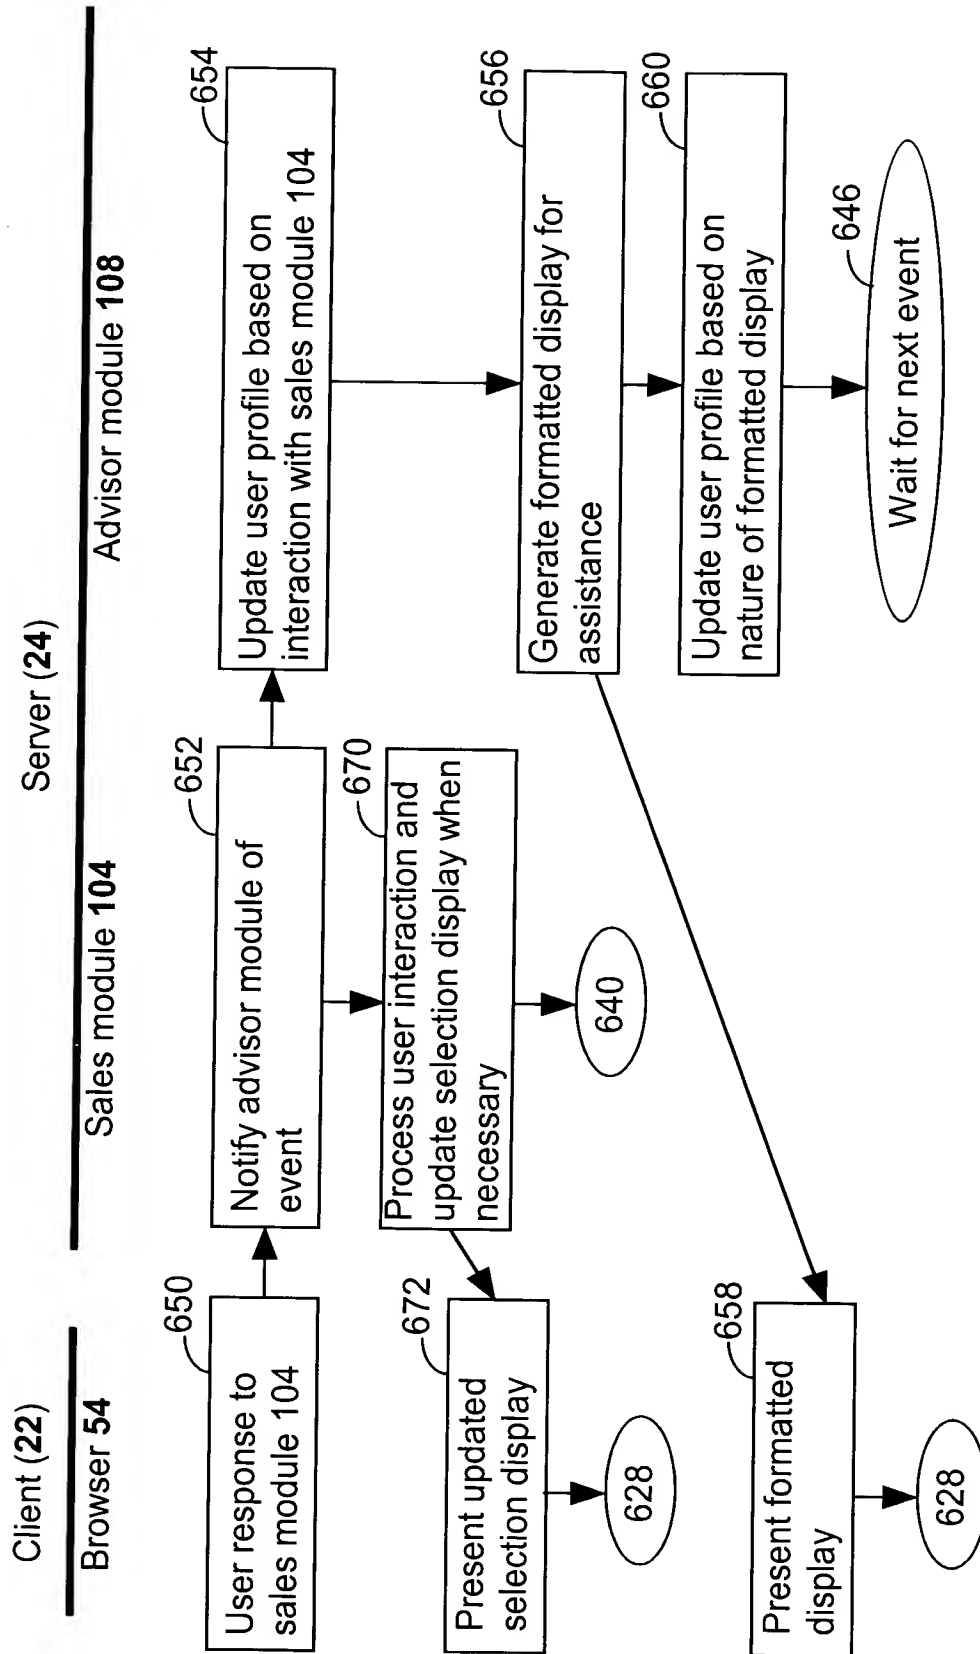 Client (22)
Server (24)
Browser 54
Sales module 104
Advisor module 108
650
User response to
sales module 104
652
Notify advisor module of
event
654
Update user profile based on
interaction with sales module 104
670
Process user interaction and
update selection display when
necessary
640
672
Present updated
selection display
628
656
Generate formatted display for
assistance
658
Present formatted
display
628
660
Update user profile based on
nature of formatted display
646
Wait for next event